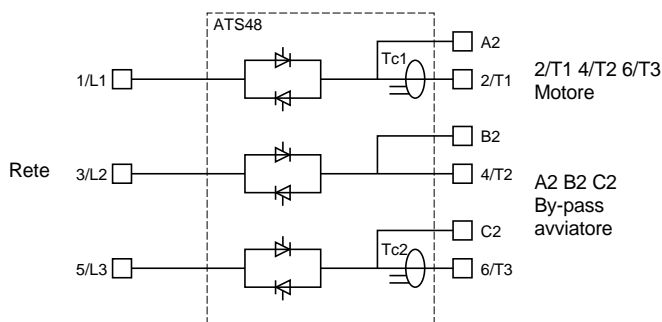 ATS48
A2
Tc1
1/L1
2/T1
2/T1 4/T2 6/T3
Motore
B2
Rete
3/L2
4/T2
A2 B2 C2
By-pass
avviatore
C2
Tc2
5/L3
6/T3